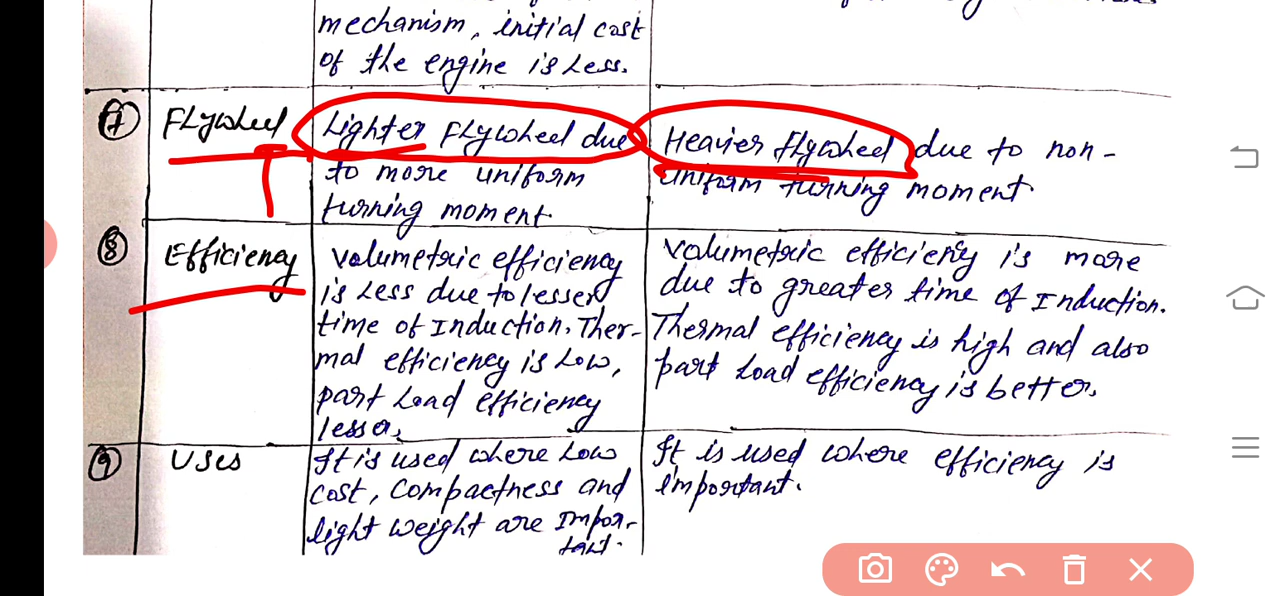 mechanism, initial cost
of the engine is Less.
7 Flywheel
Lighter Flywheel due
to more uniform
turning moment.
Heavier flywheel due to non-
uniform turning moment.
8 Efficiency
Volumetric efficiency
is Less due to lesser
time of Induction. Ther-
mal efficiency is Low,
part Load efficiency
lesser.
Volumetric efficiency is more
due to greater time of Induction.
Thermal efficiency is high and also
part Load efficiency is better.
9 Uses
It is used where Low
cost, Compactness and
light weight are Impor-
tant.
It is used where efficiency is
important.